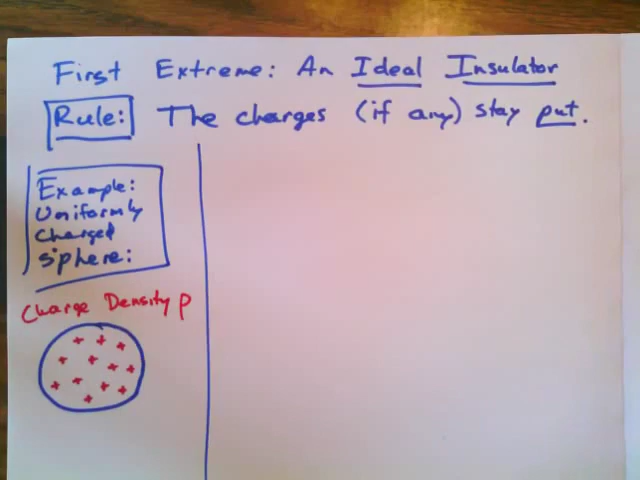 First Extreme: An Ideal Insulator
Rule: The charges (if any) stay put.
Example:
Uniformly
Charged
Sphere:
Charge Density ρ
+ + +
+ + + +
+ + + +
+